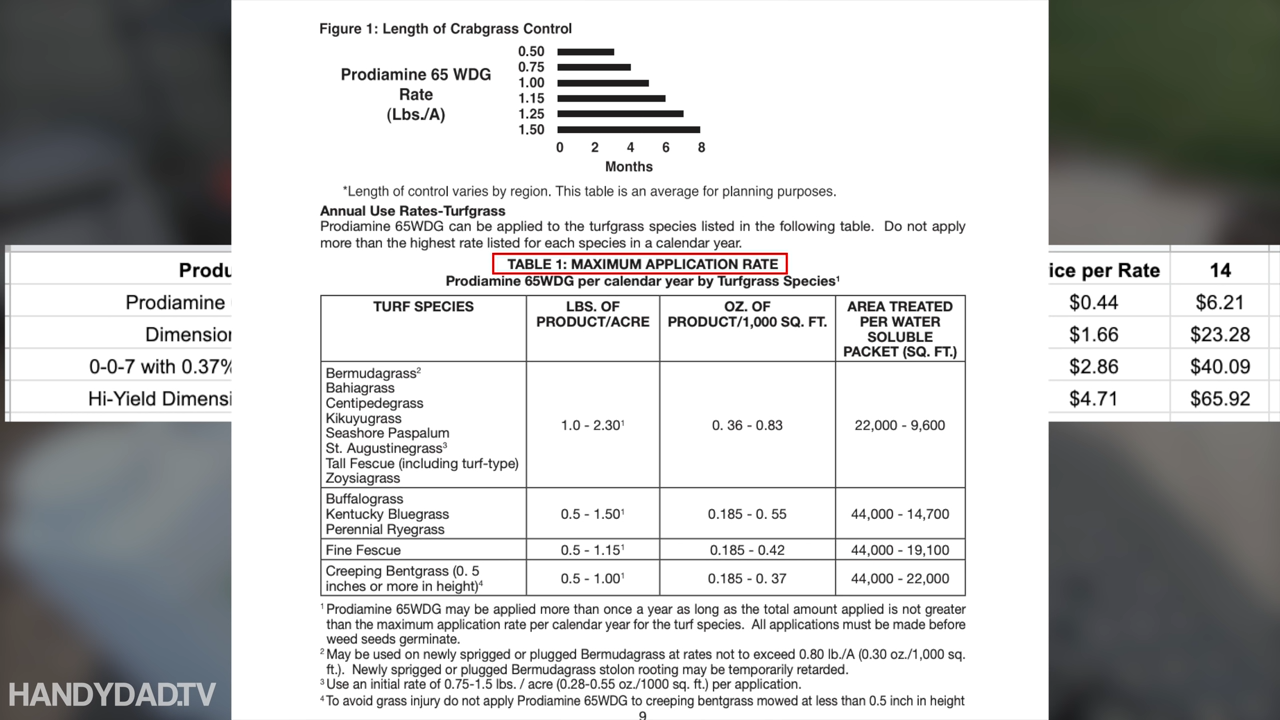 Figure 1: Length of Crabgrass Control
Prodiamine 65 WDG
Rate
(Lbs./A)
0.50
0.75
1.00
1.15
1.25
1.50
0 2 4 6 8
Months
*Length of control varies by region. This table is an average for planning purposes.
Annual Use Rates-Turfgrass
Prodiamine 65WDG can be applied to the turfgrass species listed in the following table. Do not apply
more than the highest rate listed for each species in a calendar year.
TABLE 1: MAXIMUM APPLICATION RATE
Prodiamine 65WDG per calendar year by Turfgrass Species¹
TURF SPECIES
LBS. OF
PRODUCT/ACRE
OZ. OF
PRODUCT/1,000 SQ. FT.
AREA TREATED
PER WATER
SOLUBLE
PACKET (SQ. FT.)
Bermudagrass²
Bahiagrass
Centipedegrass
Kikuyugrass
Seashore Paspalum
St. Augustinegrass³
Tall Fescue (including turf-type)
Zoysiagrass
1.0 - 2.30¹
0. 36 - 0.83
22,000 - 9,600
Buffalograss
Kentucky Bluegrass
Perennial Ryegrass
0.5 - 1.50¹
0.185 - 0. 55
44,000 - 14,700
Fine Fescue
0.5 - 1.15¹
0.185 - 0.42
44,000 - 19,100
Creeping Bentgrass (0. 5
inches or more in height)⁴
0.5 - 1.00¹
0.185 - 0. 37
44,000 - 22,000
¹ Prodiamine 65WDG may be applied more than once a year as long as the total amount applied is not greater
than the maximum application rate per calendar year for the turf species. All applications must be made before
weed seeds germinate.
² May be used on newly sprigged or plugged Bermudagrass at rates not to exceed 0.80 lb./A (0.30 oz./1,000 sq.
ft.). Newly sprigged or plugged Bermudagrass stolon rooting may be temporarily retarded.
³ Use an initial rate of 0.75-1.5 lbs. / acre (0.28-0.55 oz./1000 sq. ft.) per application.
⁴ To avoid grass injury do not apply Prodiamine 65WDG to creeping bentgrass mowed at less than 0.5 inch in height
9
Produ
Prodiamine
Dimension
0-0-7 with 0.37%
Hi-Yield Dimensi
ice per Rate 14
$0.44 $6.21
$1.66 $23.28
$2.86 $40.09
$4.71 $65.92
HANDYDAD.TV